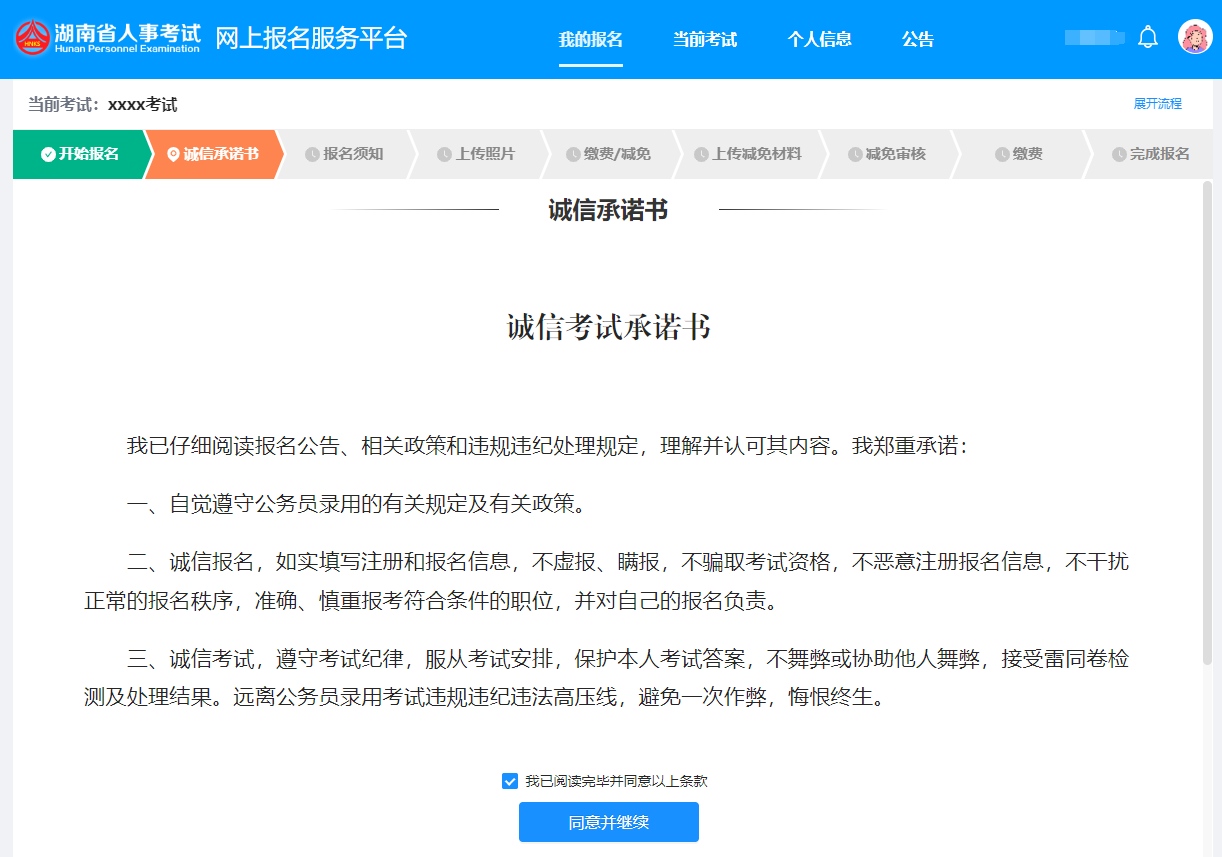 湖南省人事考试
Hunan Personnel Examinetion
HNKS
网上报名服务平台
我的报名 当前考试 个人信息 公告
当前考试：xxxx考试
展开流程
开始报名 诚信承诺书 报名须知 上传照片 缴费/减免 上传减免材料 减免审核 缴费 完成报名
诚信承诺书
诚信考试承诺书
我已仔细阅读报名公告、相关政策和违规违纪处理规定，理解并认可其内容。我郑重承诺：
一、自觉遵守公务员录用的有关规定及有关政策。
二、诚信报名，如实填写注册和报名信息，不虚报、瞒报，不骗取考试资格，不恶意注册报名信息，不干扰
正常的报名秩序，准确、慎重报考符合条件的职位，并对自己的报名负责。
三、诚信考试，遵守考试纪律，服从考试安排，保护本人考试答案，不舞弊或协助他人舞弊，接受雷同卷检
测及处理结果。远离公务员录用考试违规违纪违法高压线，避免一次作弊，悔恨终生。
我已阅读完毕并同意以上条款
同意并继续